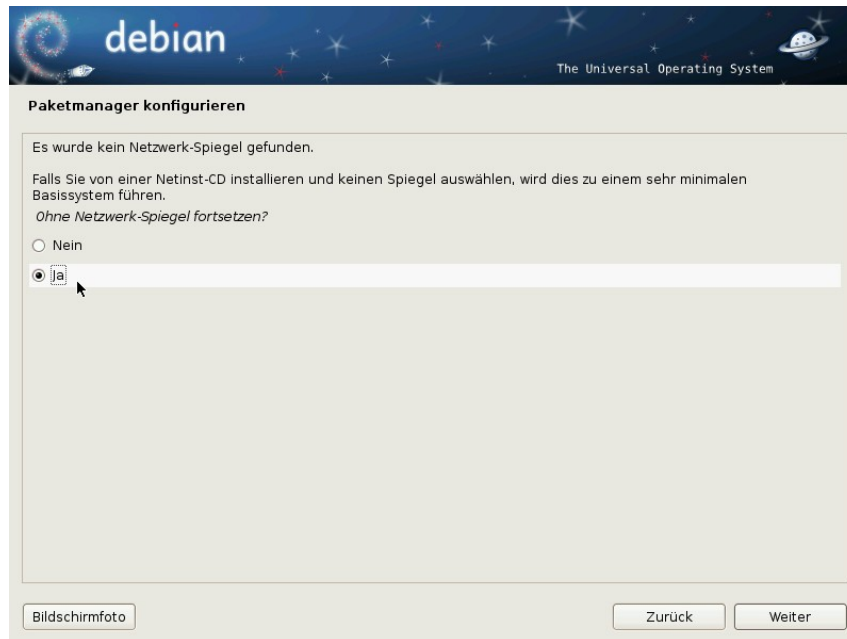 debian
The Universal Operating System
Paketmanager konfigurieren
Es wurde kein Netzwerk-Spiegel gefunden.
Falls Sie von einer Netinst-CD installieren und keinen Spiegel auswählen, wird dies zu einem sehr minimalen
Basissystem führen.
Ohne Netzwerk-Spiegel fortsetzen?
Nein
Ja
Bildschirmfoto
Zurück
Weiter